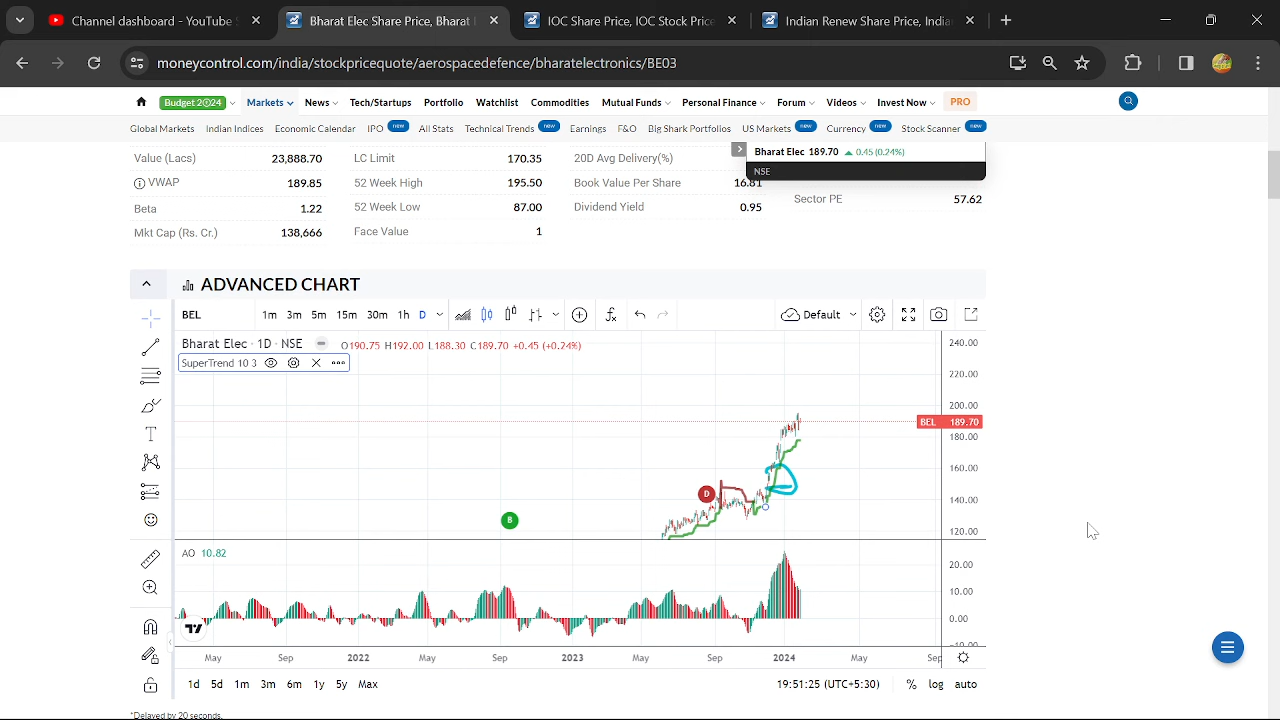 Channel dashboard - YouTube S
Bharat Elec Share Price, Bharat
IOC Share Price, IOC Stock Price
Indian Renew Share Price, India
moneycontrol.com/india/stockpricequote/aerospacedefence/bharatelectronics/BE03
Budget 2024 Markets News Tech/Startups Portfolio Watchlist Commodities Mutual Funds Personal Finance Forum Videos Invest Now PRO
Global Markets Indian Indices Economic Calendar IPO new All Stats Technical Trends new Earnings F&O Big Shark Portfolios US Markets new Currency new Stock Scanner new
Value (Lacs) 23,888.70 LC Limit 170.35 20D Avg Delivery(%)
Bharat Elec 189.70 0.45 (0.24%)
NSE
VWAP 189.85 52 Week High 195.50 Book Value Per Share 16.81
Beta 1.22 52 Week Low 87.00 Dividend Yield 0.95 Sector PE 57.62
Mkt Cap (Rs. Cr.) 138,666 Face Value 1
ADVANCED CHART
BEL 1m 3m 5m 15m 30m 1h D Default
Bharat Elec · 1D · NSE O190.75 H192.00 L188.30 C189.70 +0.45 (+0.24%)
SuperTrend 10 3
240.00
220.00
200.00
BEL 189.70
180.00
160.00
140.00
120.00
D
B
AO 10.82
20.00
10.00
0.00
-10.00
May Sep 2022 May Sep 2023 May Sep 2024 May Sep
1d 5d 1m 3m 6m 1y 5y Max 19:51:25 (UTC+5:30) % log auto
*Delayed by 20 seconds.